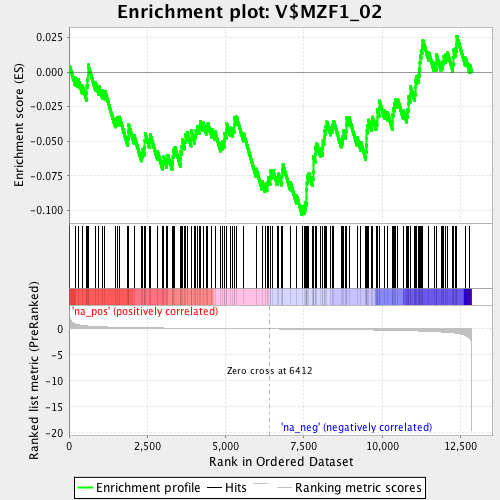 Enrichment plot: V$MZF1_02
Enrichment score (ES)
0.025
0.000
-0.025
-0.050
-0.075
-0.100
'na_pos' (positively correlated)
Ranked list metric (PreRanked)
0
-5
-10
-15
-20
Zero cross at 6412
'na_neg' (negatively correlated)
0
2,500
5,000
7,500
10,000
12,500
Rank in Ordered Dataset
Enrichment profile
Hits
Ranking metric scores